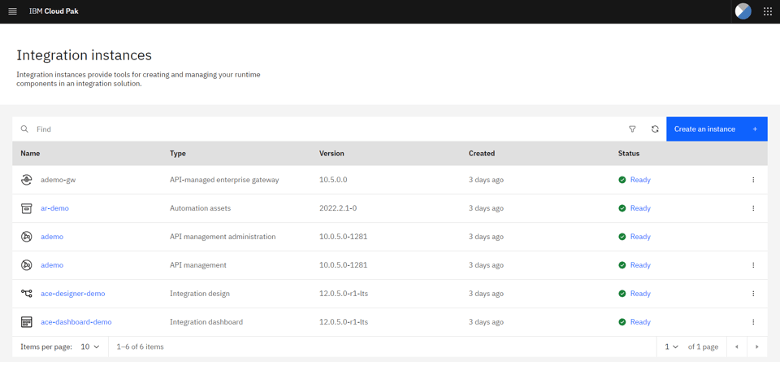 IBM Cloud Pak
Integration instances
Integration instances provide tools for creating and managing your runtime
components in an integration solution.
Find
Create an instance +
Name Type Version Created Status
ademo-gw API-managed enterprise gateway 10.5.0.0 3 days ago Ready
ar-demo Automation assets 2022.2.1-0 3 days ago Ready
ademo API management administration 10.0.5.0-1281 3 days ago Ready
ademo API management 10.0.5.0-1281 3 days ago Ready
ace-designer-demo Integration design 12.0.5.0-r1-lts 3 days ago Ready
ace-dashboard-demo Integration dashboard 12.0.5.0-r1-lts 3 days ago Ready
Items per page: 10 1–6 of 6 items 1 of 1 page